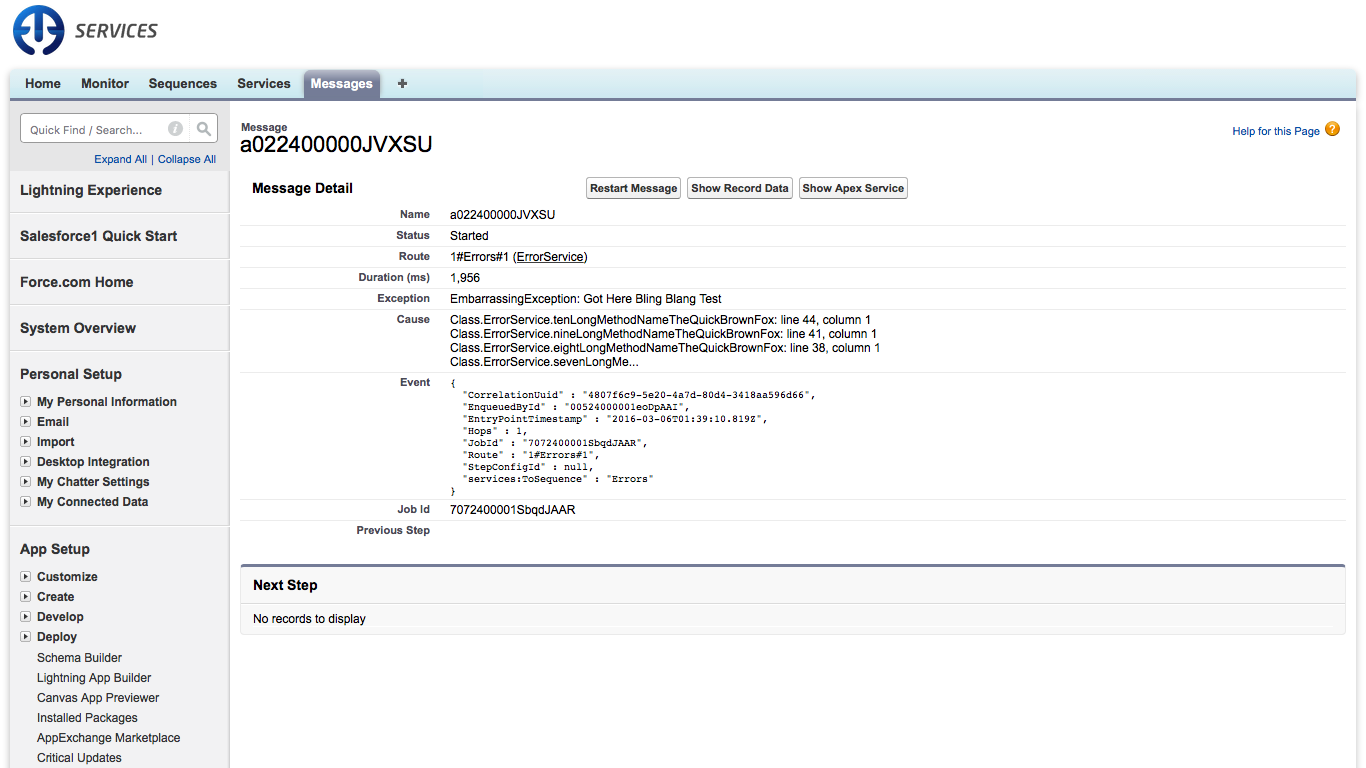 SERVICES
Home Monitor Sequences Services Messages +
Quick Find / Search... i
Expand All | Collapse All
Lightning Experience
Salesforce1 Quick Start
Force.com Home
System Overview
Personal Setup
My Personal Information
Email
Import
Desktop Integration
My Chatter Settings
My Connected Data
App Setup
Customize
Create
Develop
Deploy
Schema Builder
Lightning App Builder
Canvas App Previewer
Installed Packages
AppExchange Marketplace
Critical Updates
Message
a022400000JVXSU
Help for this Page ?
Message Detail Restart Message Show Record Data Show Apex Service
Name a022400000JVXSU
Status Started
Route 1#Errors#1 (ErrorService)
Duration (ms) 1,956
Exception EmbarrassingException: Got Here Bling Blang Test
Cause Class.ErrorService.tenLongMethodNameTheQuickBrownFox: line 44, column 1
Class.ErrorService.nineLongMethodNameTheQuickBrownFox: line 41, column 1
Class.ErrorService.eightLongMethodNameTheQuickBrownFox: line 38, column 1
Class.ErrorService.sevenLongMe...
Event {
"CorrelationUuid" : "4807f6c9-5e20-4a7d-80d4-3418aa596d66",
"EnqueuedById" : "00524000001eoDpAAI",
"EntryPointTimestamp" : "2016-03-06T01:39:10.819Z",
"Hops" : 1,
"JobId" : "7072400001SbqdJAAR",
"Route" : "1#Errors#1",
"StepConfigId" : null,
"services:ToSequence" : "Errors"
}
Job Id 7072400001SbqdJAAR
Previous Step
Next Step
No records to display